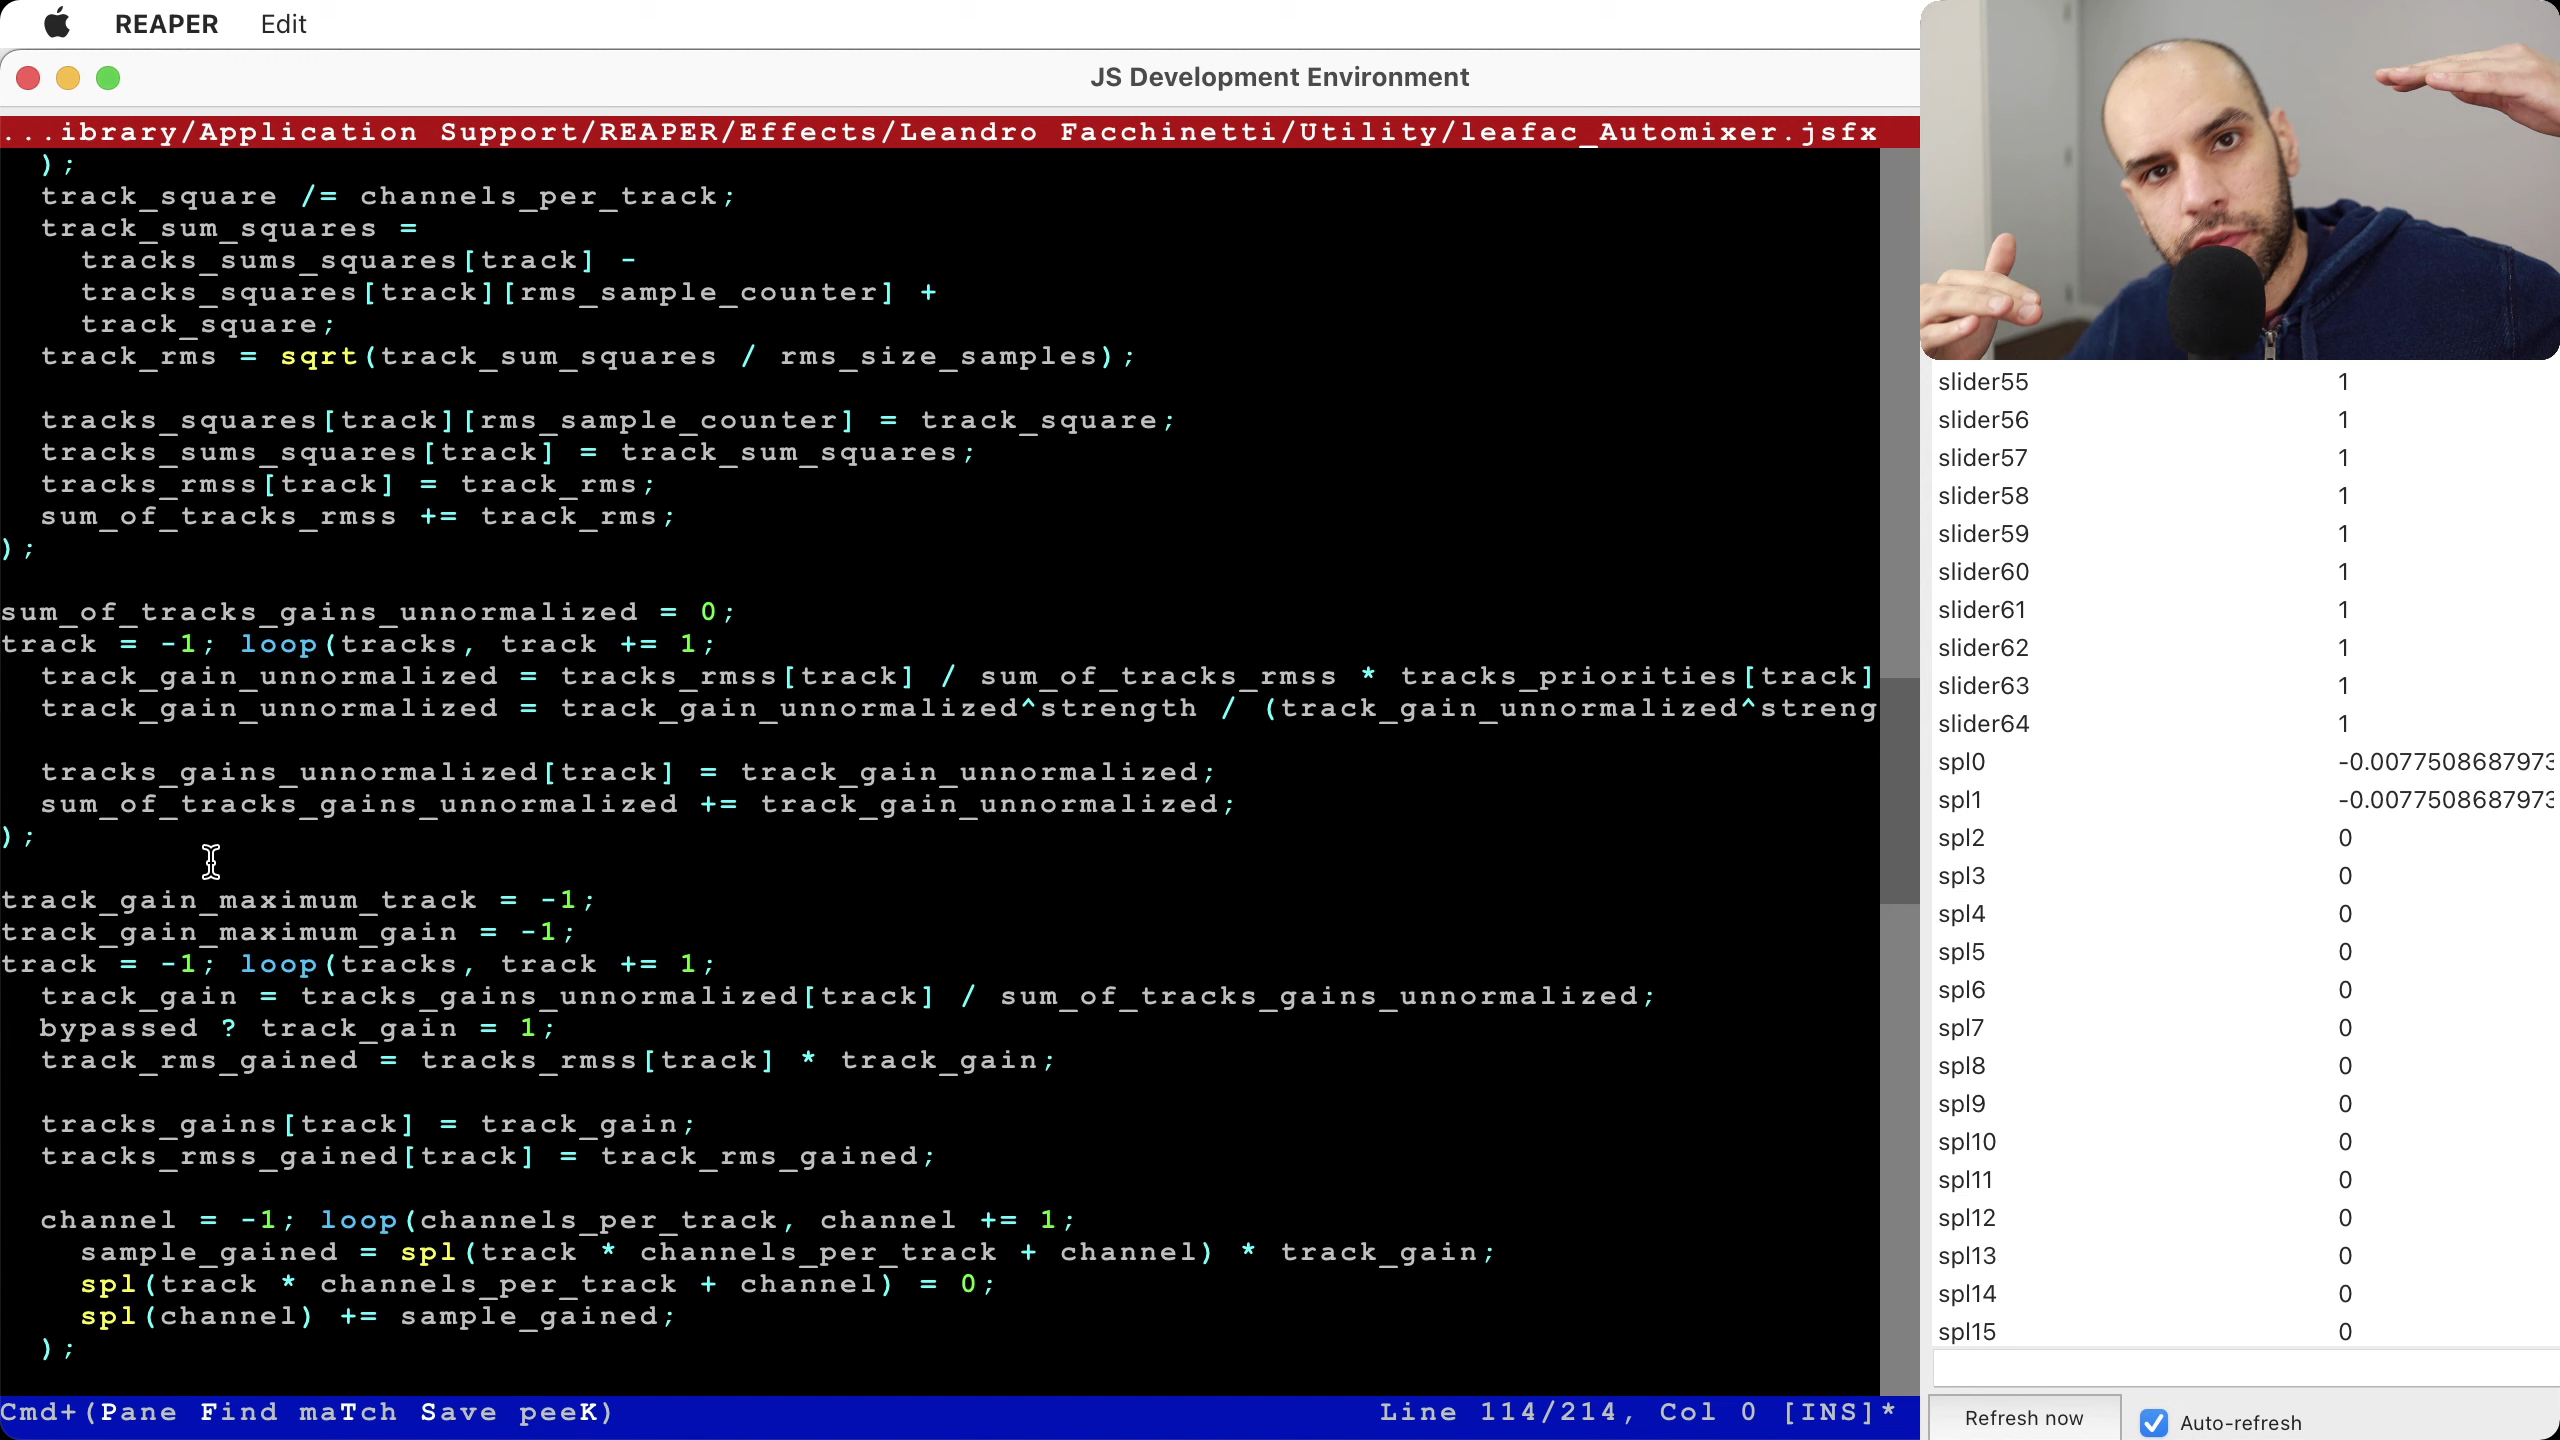 REAPER Edit
JS Development Environment
...ibrary/Application Support/REAPER/Effects/Leandro Facchinetti/Utility/leafac_Automixer.jsfx
);
track_square /= channels_per_track;
track_sum_squares =
tracks_sums_squares[track] -
tracks_squares[track][rms_sample_counter] +
track_square;
track_rms = sqrt(track_sum_squares / rms_size_samples);
tracks_squares[track][rms_sample_counter] = track_square;
tracks_sums_squares[track] = track_sum_squares;
tracks_rmss[track] = track_rms;
sum_of_tracks_rmss += track_rms;
);
sum_of_tracks_gains_unnormalized = 0;
track = -1; loop(tracks, track += 1;
track_gain_unnormalized = tracks_rmss[track] / sum_of_tracks_rmss * tracks_priorities[track]
track_gain_unnormalized = track_gain_unnormalized^strength / (track_gain_unnormalized^streng
tracks_gains_unnormalized[track] = track_gain_unnormalized;
sum_of_tracks_gains_unnormalized += track_gain_unnormalized;
);
track_gain_maximum_track = -1;
track_gain_maximum_gain = -1;
track = -1; loop(tracks, track += 1;
track_gain = tracks_gains_unnormalized[track] / sum_of_tracks_gains_unnormalized;
bypassed ? track_gain = 1;
track_rms_gained = tracks_rmss[track] * track_gain;
tracks_gains[track] = track_gain;
tracks_rmss_gained[track] = track_rms_gained;
channel = -1; loop(channels_per_track, channel += 1;
sample_gained = spl(track * channels_per_track + channel) * track_gain;
spl(track * channels_per_track + channel) = 0;
spl(channel) += sample_gained;
);
Cmd+(Pane Find maTch Save peeK) Line 114/214, Col 0 [INS]*
slider55 1
slider56 1
slider57 1
slider58 1
slider59 1
slider60 1
slider61 1
slider62 1
slider63 1
slider64 1
spl0 -0.0077508687973
spl1 -0.0077508687973
spl2 0
spl3 0
spl4 0
spl5 0
spl6 0
spl7 0
spl8 0
spl9 0
spl10 0
spl11 0
spl12 0
spl13 0
spl14 0
spl15 0
Refresh now Auto-refresh